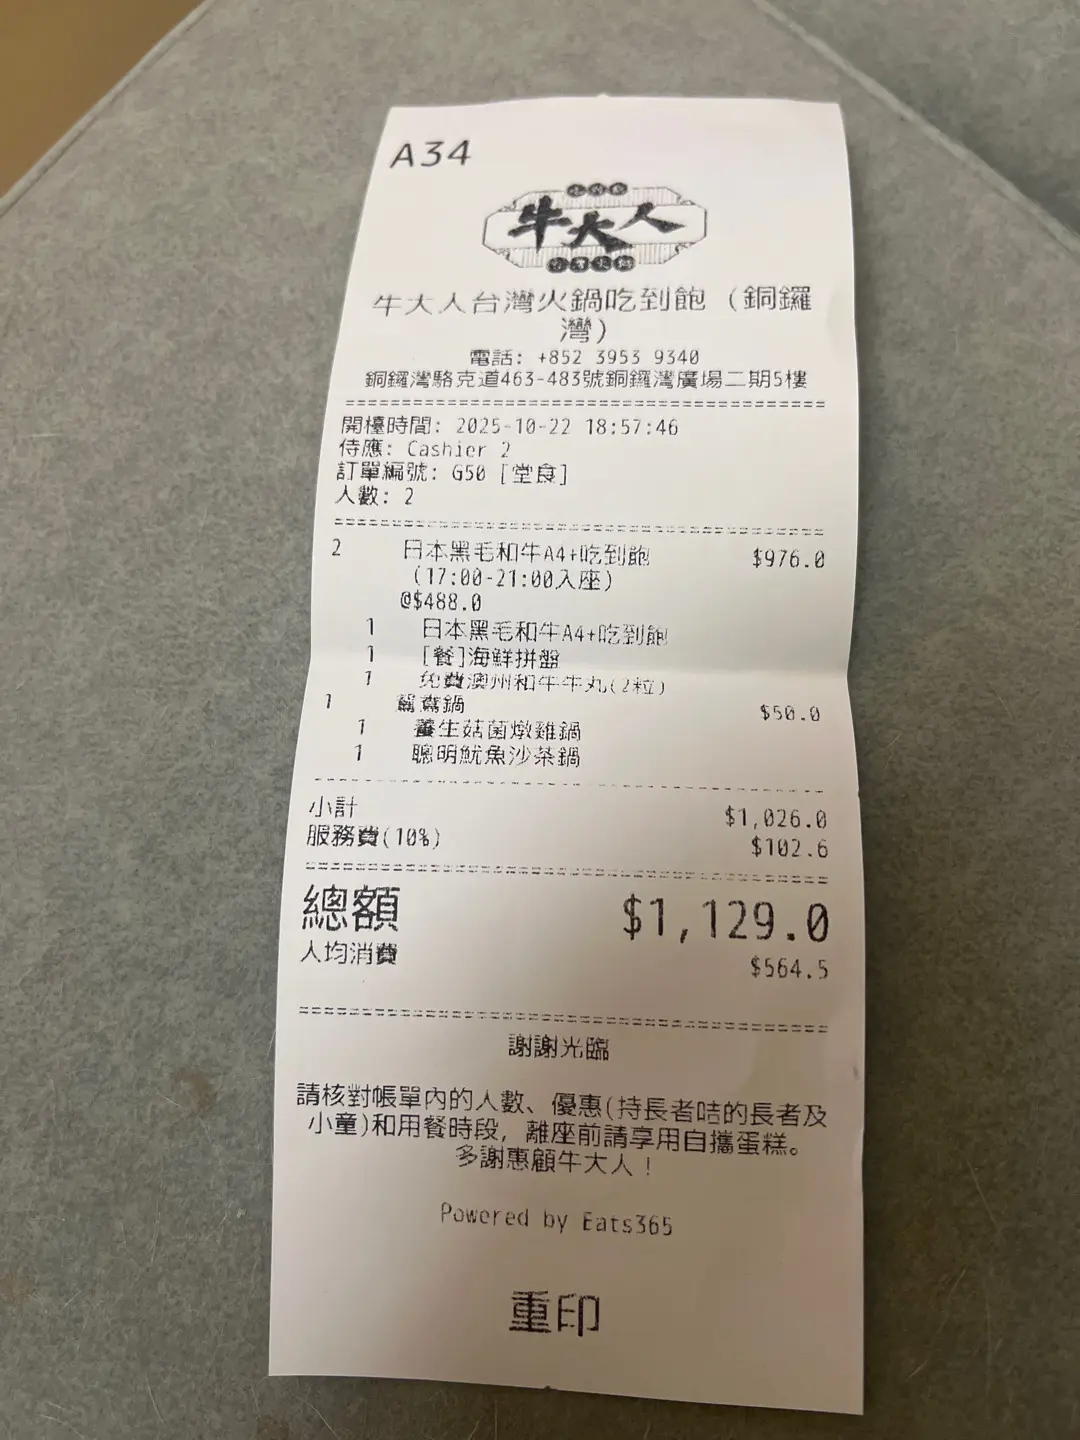 A34
牛大人
牛大人台灣火鍋吃到飽（銅鑼
灣）
電話: +852 3953 9340
銅鑼灣駱克道463-483號銅鑼灣廣場二期5樓
開檯時間: 2025-10-22 18:57:46
侍應: Cashier 2
訂單編號: G50 [堂食]
人數: 2
2 日本黑毛和牛A4+吃到飽 $976.0
(17:00-21:00入座)
@$488.0
1 日本黑毛和牛A4+吃到飽
1 [餐]海鮮拼盤
1 免費澳州和牛牛丸(2粒)
1 鴛鴦鍋 $50.0
1 養生菇菌燉雞鍋
1 聰明魷魚沙茶鍋
小計 $1,026.0
服務費(10%) $102.6
總額 $1,129.0
人均消費 $564.5
謝謝光臨
請核對帳單內的人數、優惠(持長者咭的長者及
小童)和用餐時段，離座前請享用自攜蛋糕。
多謝惠顧牛大人！
Powered by Eats365
重印